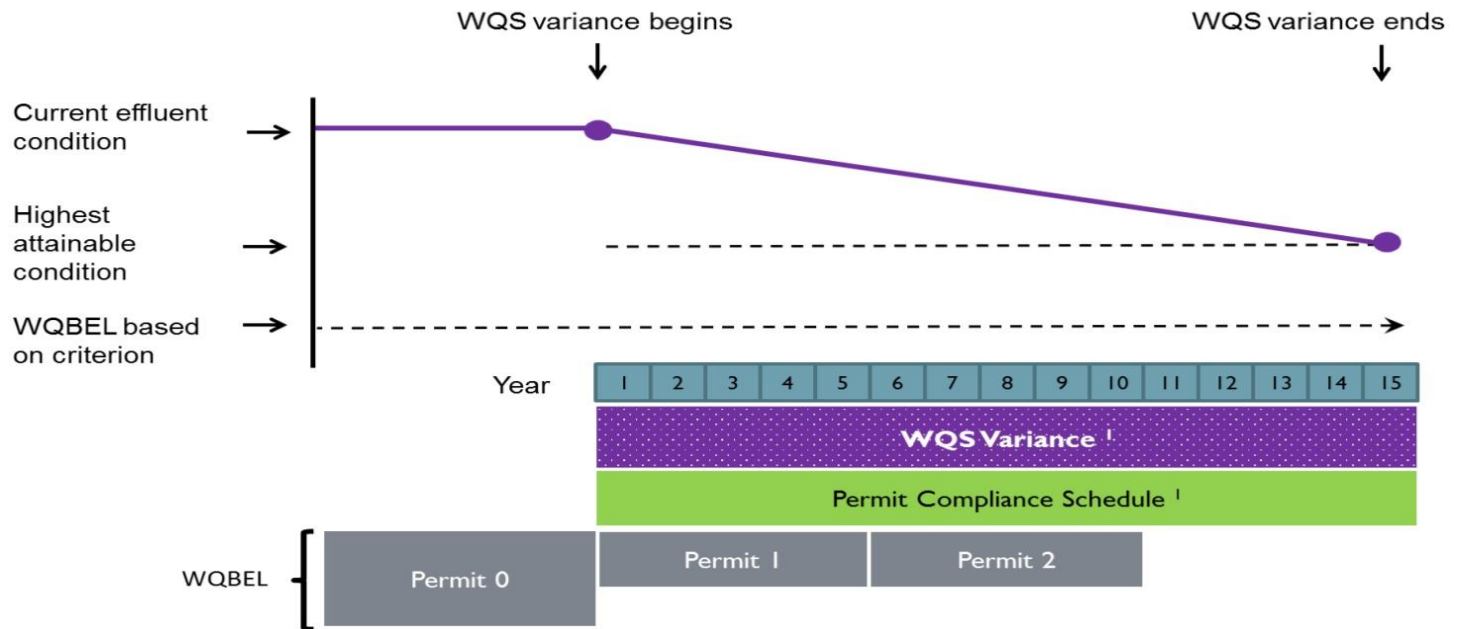 WQS variance begins
WQS variance ends
Current effluent
condition
Highest
attainable
condition
WQBEL based
on criterion
Year 1 2 3 4 5 6 7 8 9 10 11 12 13 14 15
WQS Variance ¹
Permit Compliance Schedule ¹
WQBEL Permit 0 Permit 1 Permit 2